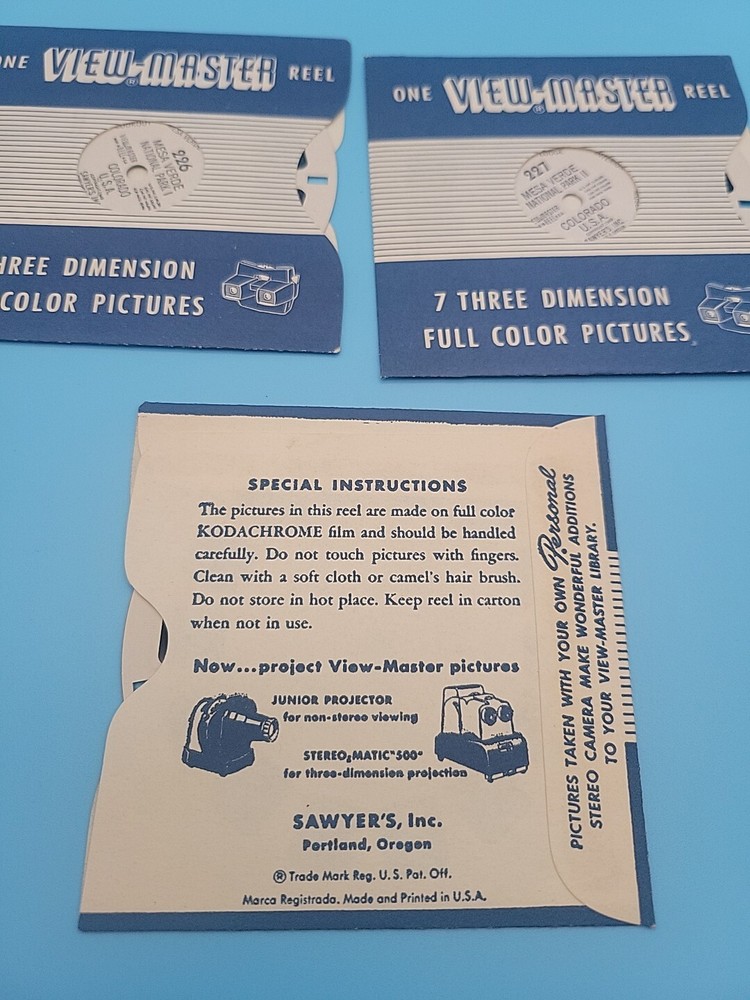 ONE VIEW-MASTER® REEL
226
MESA VERDE
NATIONAL PARK I
COLORADO
U.S.A.
THREE DIMENSION
COLOR PICTURES
ONE VIEW-MASTER® REEL
227
MESA VERDE
NATIONAL PARK II
COLORADO
U.S.A.
SAWYER'S INC
7 THREE DIMENSION
FULL COLOR PICTURES
SPECIAL INSTRUCTIONS
The pictures in this reel are made on full color
KODACHROME film and should be handled
carefully. Do not touch pictures with fingers.
Clean with a soft cloth or camel's hair brush.
Do not store in hot place. Keep reel in carton
when not in use.
Now...project View-Master pictures
JUNIOR PROJECTOR
for non-stereo viewing
STEREO-MATIC "500"
for three-dimension projection
SAWYER'S, Inc.
Portland, Oregon
® Trade Mark Reg. U. S. Pat. Off.
Marca Registrada. Made and Printed in U.S.A.
PICTURES TAKEN WITH YOUR OWN Personal
STEREO CAMERA MAKE WONDERFUL ADDITIONS
TO YOUR VIEW-MASTER LIBRARY.